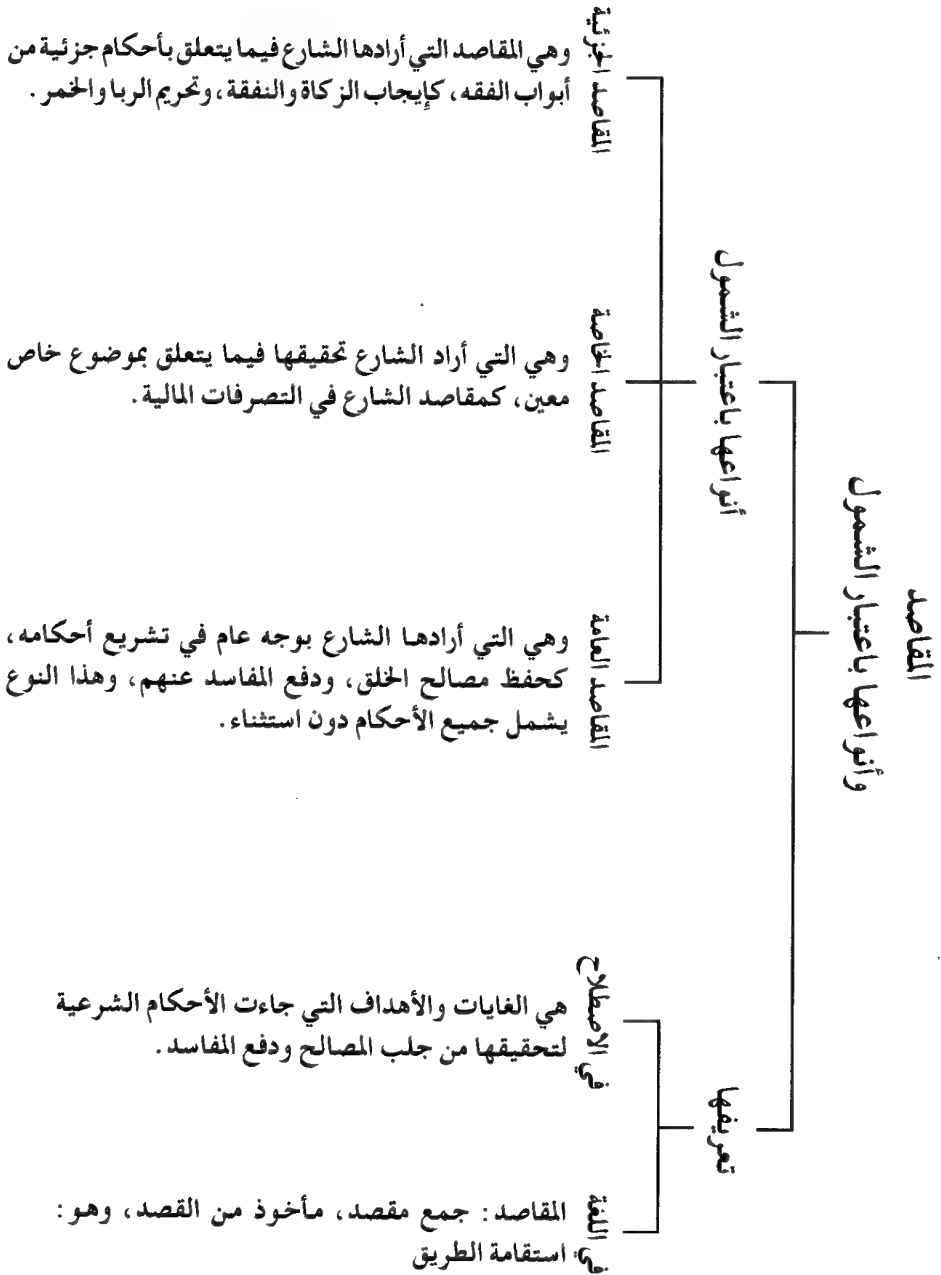 المقاصد
وأنواعها باعتبار الشمول
تعريفها
في اللغة
المقاصد: جمع مقصد، مأخوذ من القصد، وهو:
استقامة الطريق
في الاصطلاح
هي الغايات والأهداف التي جاءت الأحكام الشرعية
لتحقيقها من جلب المصالح ودفع المفاسد.
أنواعها باعتبار الشمول
المقاصد العامة
وهي التي أرادها الشارع بوجه عام في تشريع أحكامه،
كحفظ مصالح الخلق، ودفع المفاسد عنهم، وهذا النوع
يشمل جميع الأحكام دون استثناء.
المقاصد الخاصة
وهي التي أراد الشارع تحقيقها فيما يتعلق بموضوع خاص
معين، كمقاصد الشارع في التصرفات المالية.
المقاصد الجزئية
وهي المقاصد التي أرادها الشارع فيما يتعلق بأحكام جزئية من
أبواب الفقه، كإيجاب الزكاة والنفقة، وتحريم الربا والخمر.